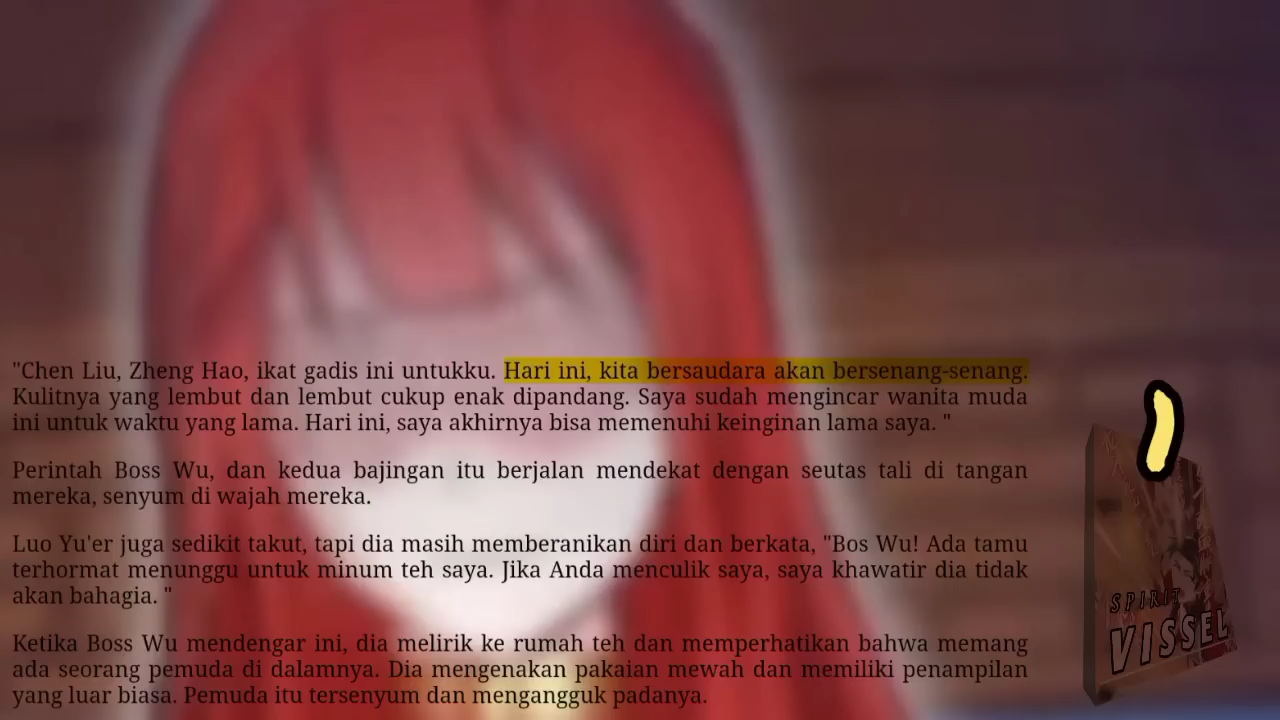 "Chen Liu, Zheng Hao, ikat gadis ini untukku. Hari ini, kita bersaudara akan bersenang-senang.
Kulitnya yang lembut dan lembut cukup enak dipandang. Saya sudah mengincar wanita muda
ini untuk waktu yang lama. Hari ini, saya akhirnya bisa memenuhi keinginan lama saya. "
Perintah Boss Wu, dan kedua bajingan itu berjalan mendekat dengan seutas tali di tangan
mereka, senyum di wajah mereka.
Luo Yu'er juga sedikit takut, tapi dia masih memberanikan diri dan berkata, "Bos Wu! Ada tamu
terhormat menunggu untuk minum teh saya. Jika Anda menculik saya, saya khawatir dia tidak
akan bahagia. "
Ketika Boss Wu mendengar ini, dia melirik ke rumah teh dan memperhatikan bahwa memang
ada seorang pemuda di dalamnya. Dia mengenakan pakaian mewah dan memiliki penampilan
yang luar biasa. Pemuda itu tersenyum dan mengangguk padanya.
SPIRIT
VISSEL